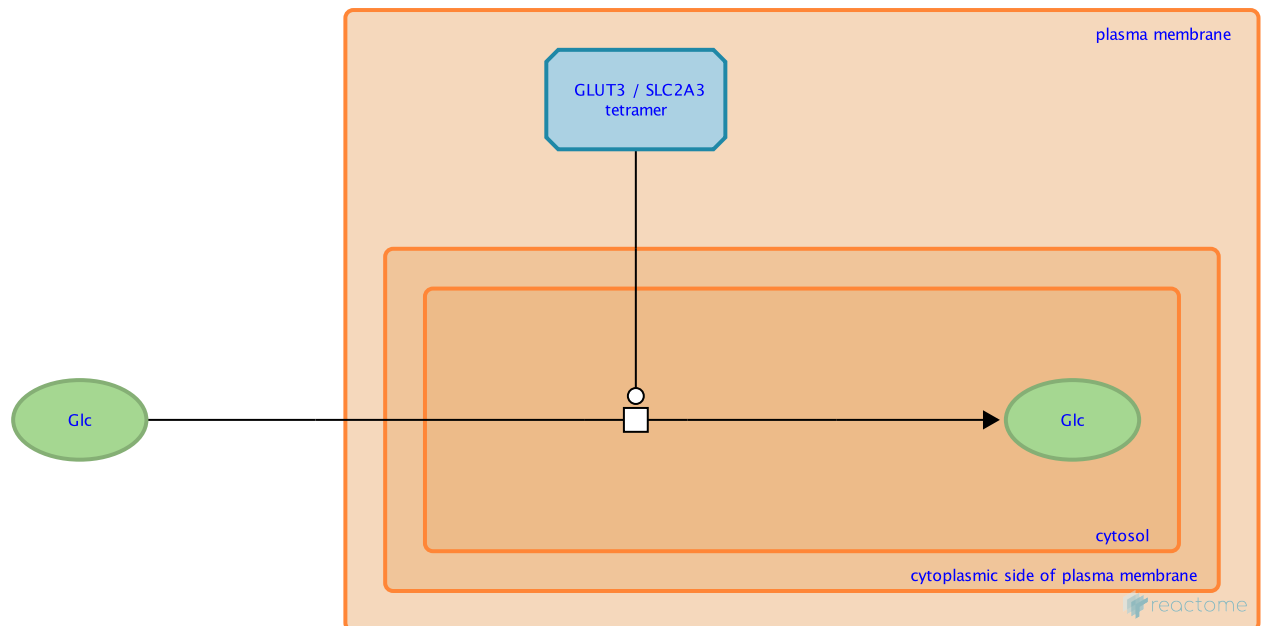 plasma membrane
GLUT3 / SLC2A3
tetramer
Glc
Glc
cytosol
cytoplasmic side of plasma membrane
reactome